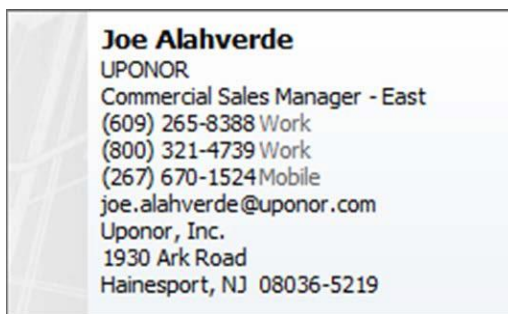 Joe Alahverde
UPONOR
Commercial Sales Manager - East
(609) 265-8388 Work
(800) 321-4739 Work
(267) 670-1524 Mobile
joe.alahverde@uponor.com
Uponor, Inc.
1930 Ark Road
Hainesport, NJ  08036-5219